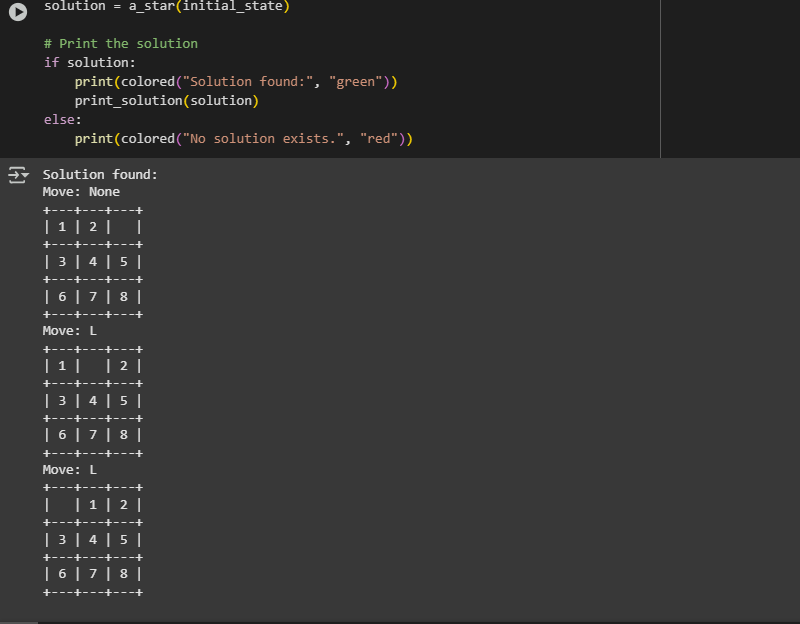 solution = a_star(initial_state)
# Print the solution
if solution:
    print(colored("Solution found:", "green"))
    print_solution(solution)
else:
    print(colored("No solution exists.", "red"))
Solution found:
Move: None
+---+---+---+
| 1 | 2 |   |
+---+---+---+
| 3 | 4 | 5 |
+---+---+---+
| 6 | 7 | 8 |
+---+---+---+
Move: L
+---+---+---+
| 1 |   | 2 |
+---+---+---+
| 3 | 4 | 5 |
+---+---+---+
| 6 | 7 | 8 |
+---+---+---+
Move: L
+---+---+---+
|   | 1 | 2 |
+---+---+---+
| 3 | 4 | 5 |
+---+---+---+
| 6 | 7 | 8 |
+---+---+---+